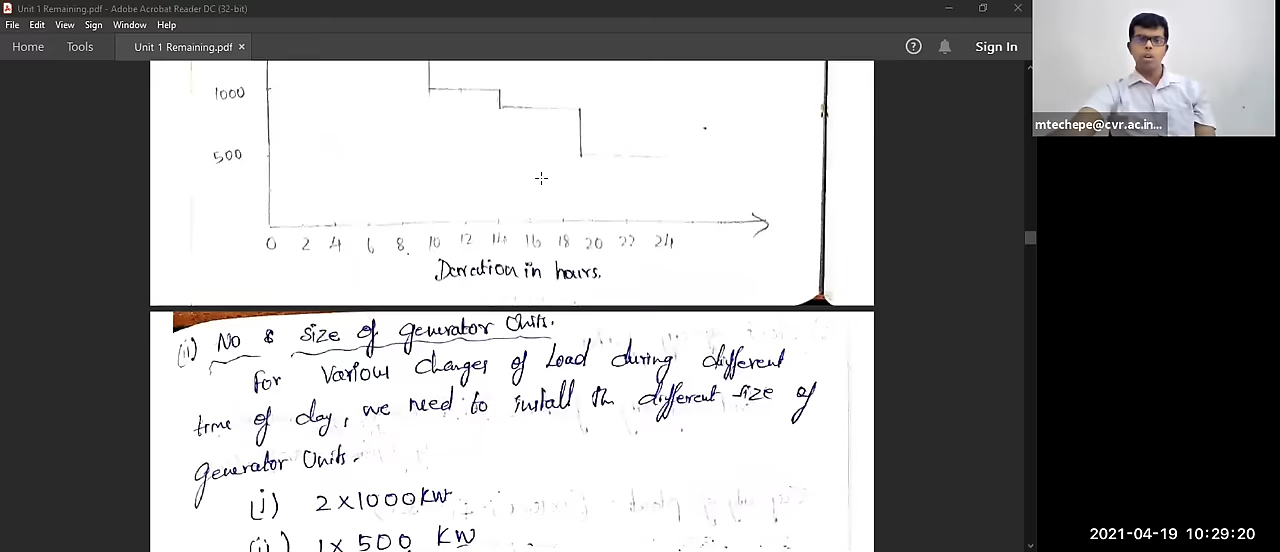 Unit 1 Remaining.pdf - Adobe Acrobat Reader DC (32-bit)
File Edit View Sign Window Help
Home Tools Unit 1 Remaining.pdf × Sign In
1000
500
0 2 4 6 8. 10 12 14 16 18 20 22 24
Duration in hours.
(ii) No & Size of generator Units.
For Various Changes of Load during different
time of day, we need to install the different size of
generator Units.
(i) 2 x 1000 KW
(ii) 1 x 500 KW
mtechepe@cvr.ac.in...
2021-04-19 10:29:20